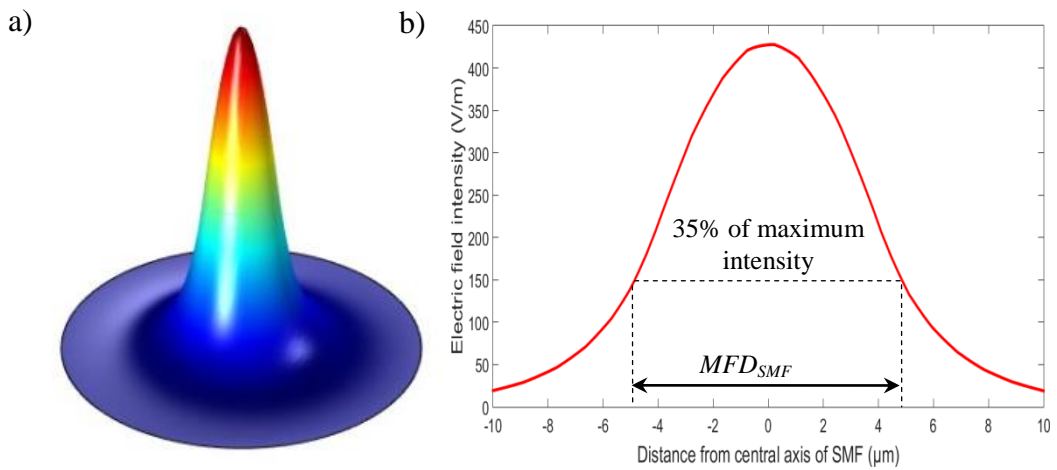 a)
b)
450
400
350
300
250
200
150
100
50
0
Electric field intensity (V/m)
35% of maximum
intensity
MFDSMF
-10 -8 -6 -4 -2 0 2 4 6 8 10
Distance from central axis of SMF (μm)